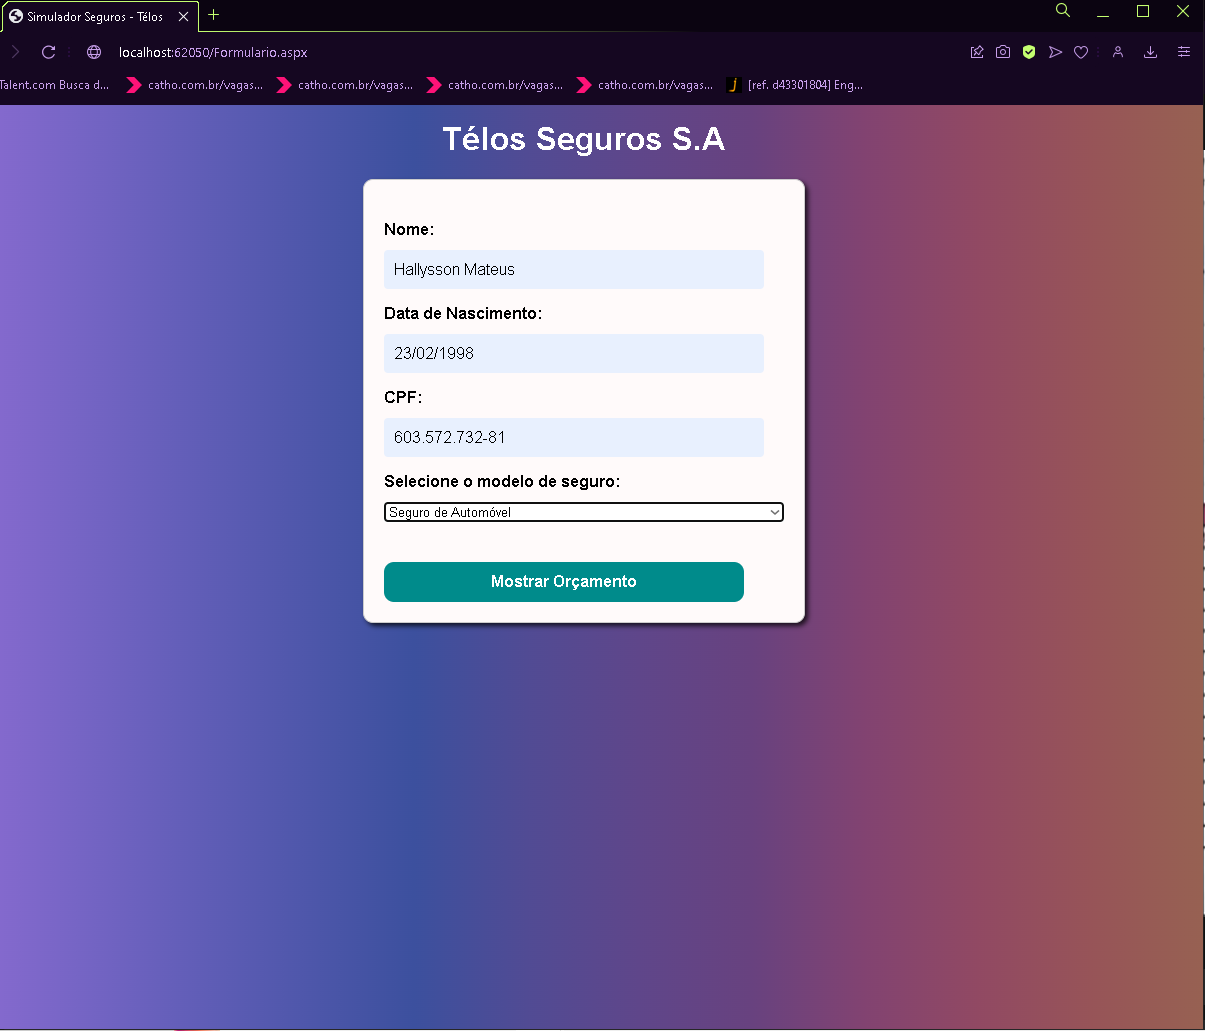 Simulador Seguros - Télos
localhost:62050/Formulario.aspx
Talent.com Busca d...
catho.com.br/vagas...
catho.com.br/vagas...
catho.com.br/vagas...
catho.com.br/vagas...
[ref. d43301804] Eng...
Télos Seguros S.A
Nome:
Hallysson Mateus
Data de Nascimento:
23/02/1998
CPF:
603.572.732-81
Selecione o modelo de seguro:
Seguro de Automóvel
Mostrar Orçamento